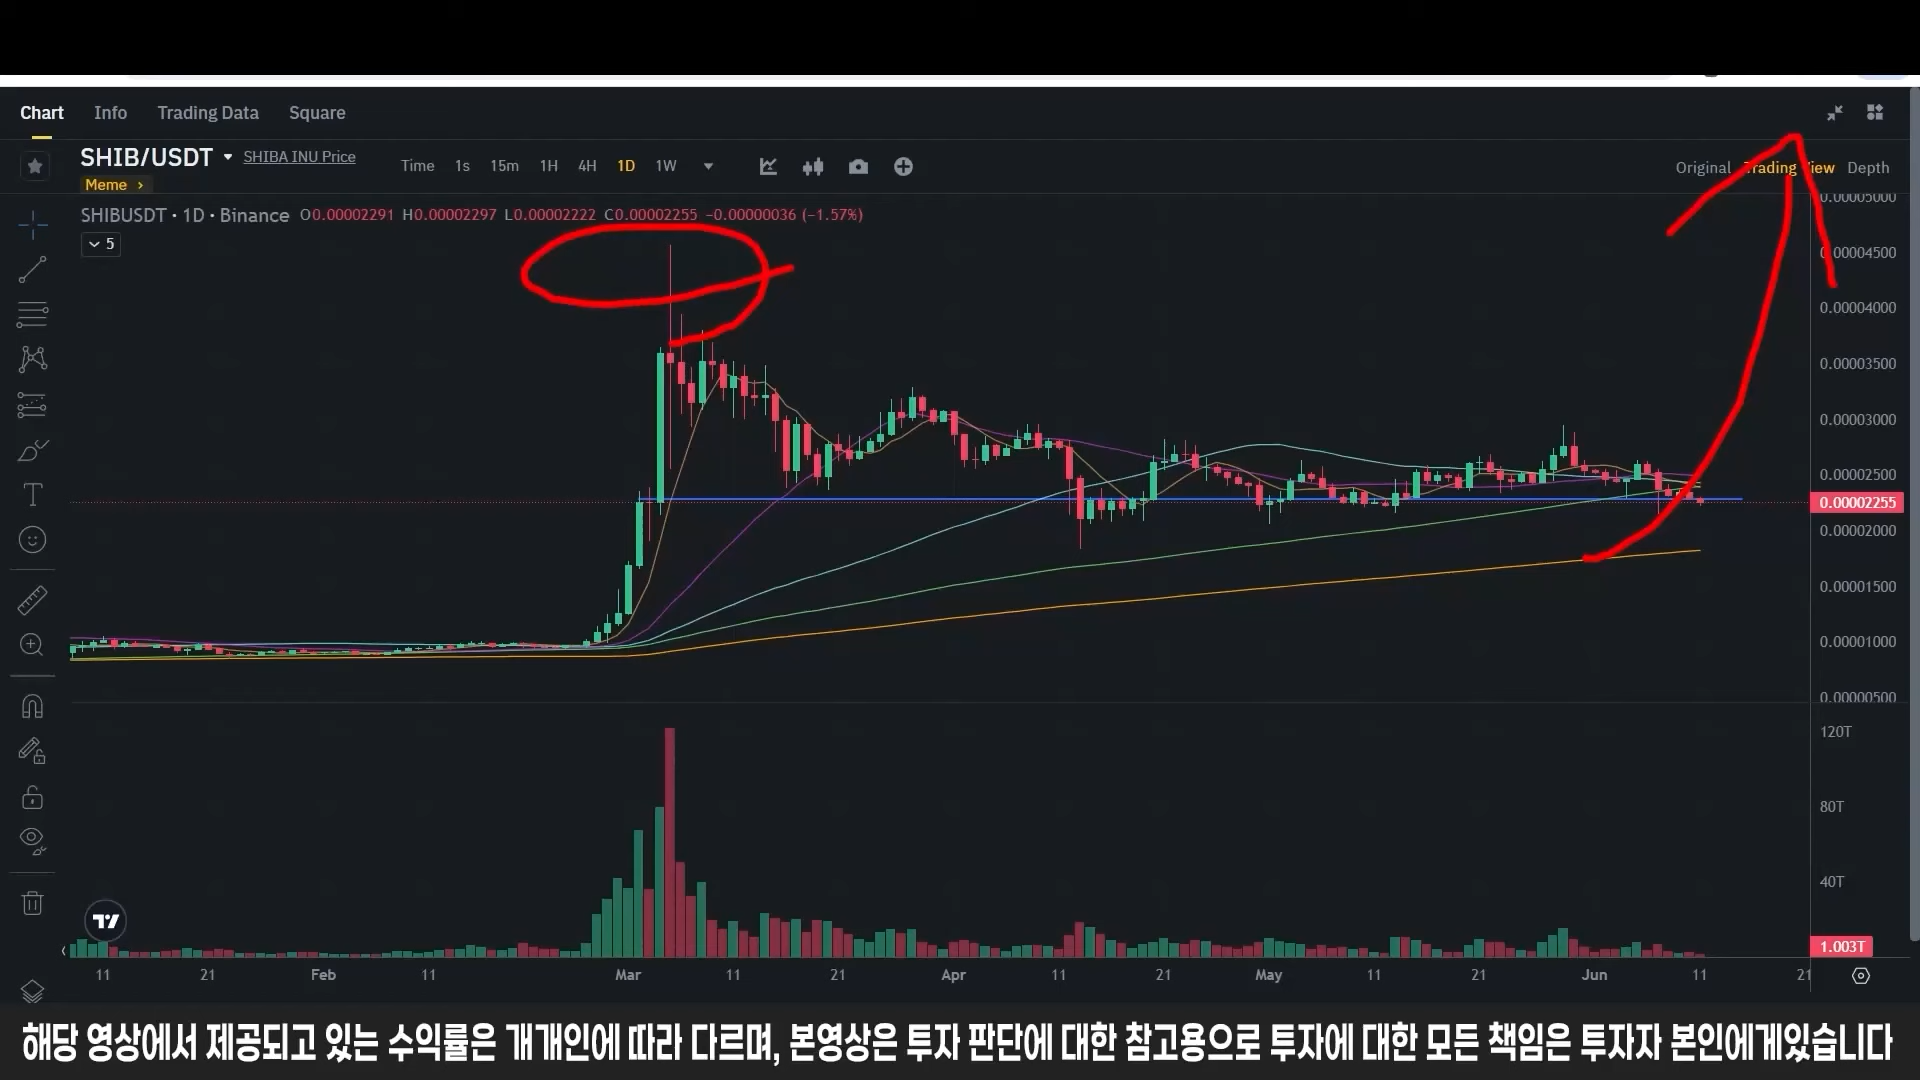 Chart Info Trading Data Square
SHIB/USDT SHIBA INU Price Time 1s 15m 1H 4H 1D 1W Original Trading View Depth
Meme
SHIBUSDT · 1D · Binance O0.00002291 H0.00002297 L0.00002222 C0.00002255 −0.00000036 (−1.57%)
5
0.00005000
0.00004500
0.00004000
0.00003500
0.00003000
0.00002500
0.00002255
0.00002000
0.00001500
0.00001000
0.00000500
120T
80T
40T
1.003T
11 21 Feb 11 Mar 11 21 Apr 11 21 May 11 21 Jun 11 21
해당 영상에서 제공되고 있는 수익률은 개개인에 따라 다르며, 본영상은 투자 판단에 대한 참고용으로 투자에 대한 모든 책임은 투자자 본인에게있습니다